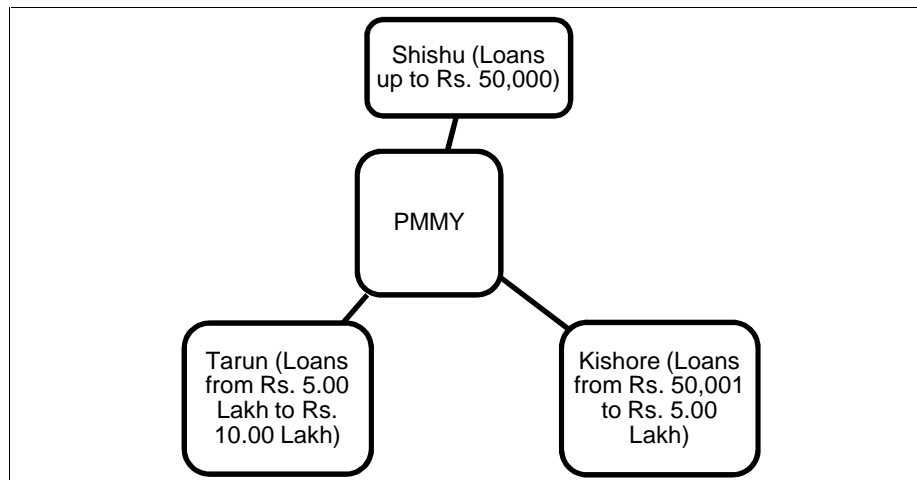 Shishu (Loans
up to Rs. 50,000)
PMMY
Tarun (Loans
from Rs. 5.00
Lakh to Rs.
10.00 Lakh)
Kishore (Loans
from Rs. 50,001
to Rs. 5.00
Lakh)